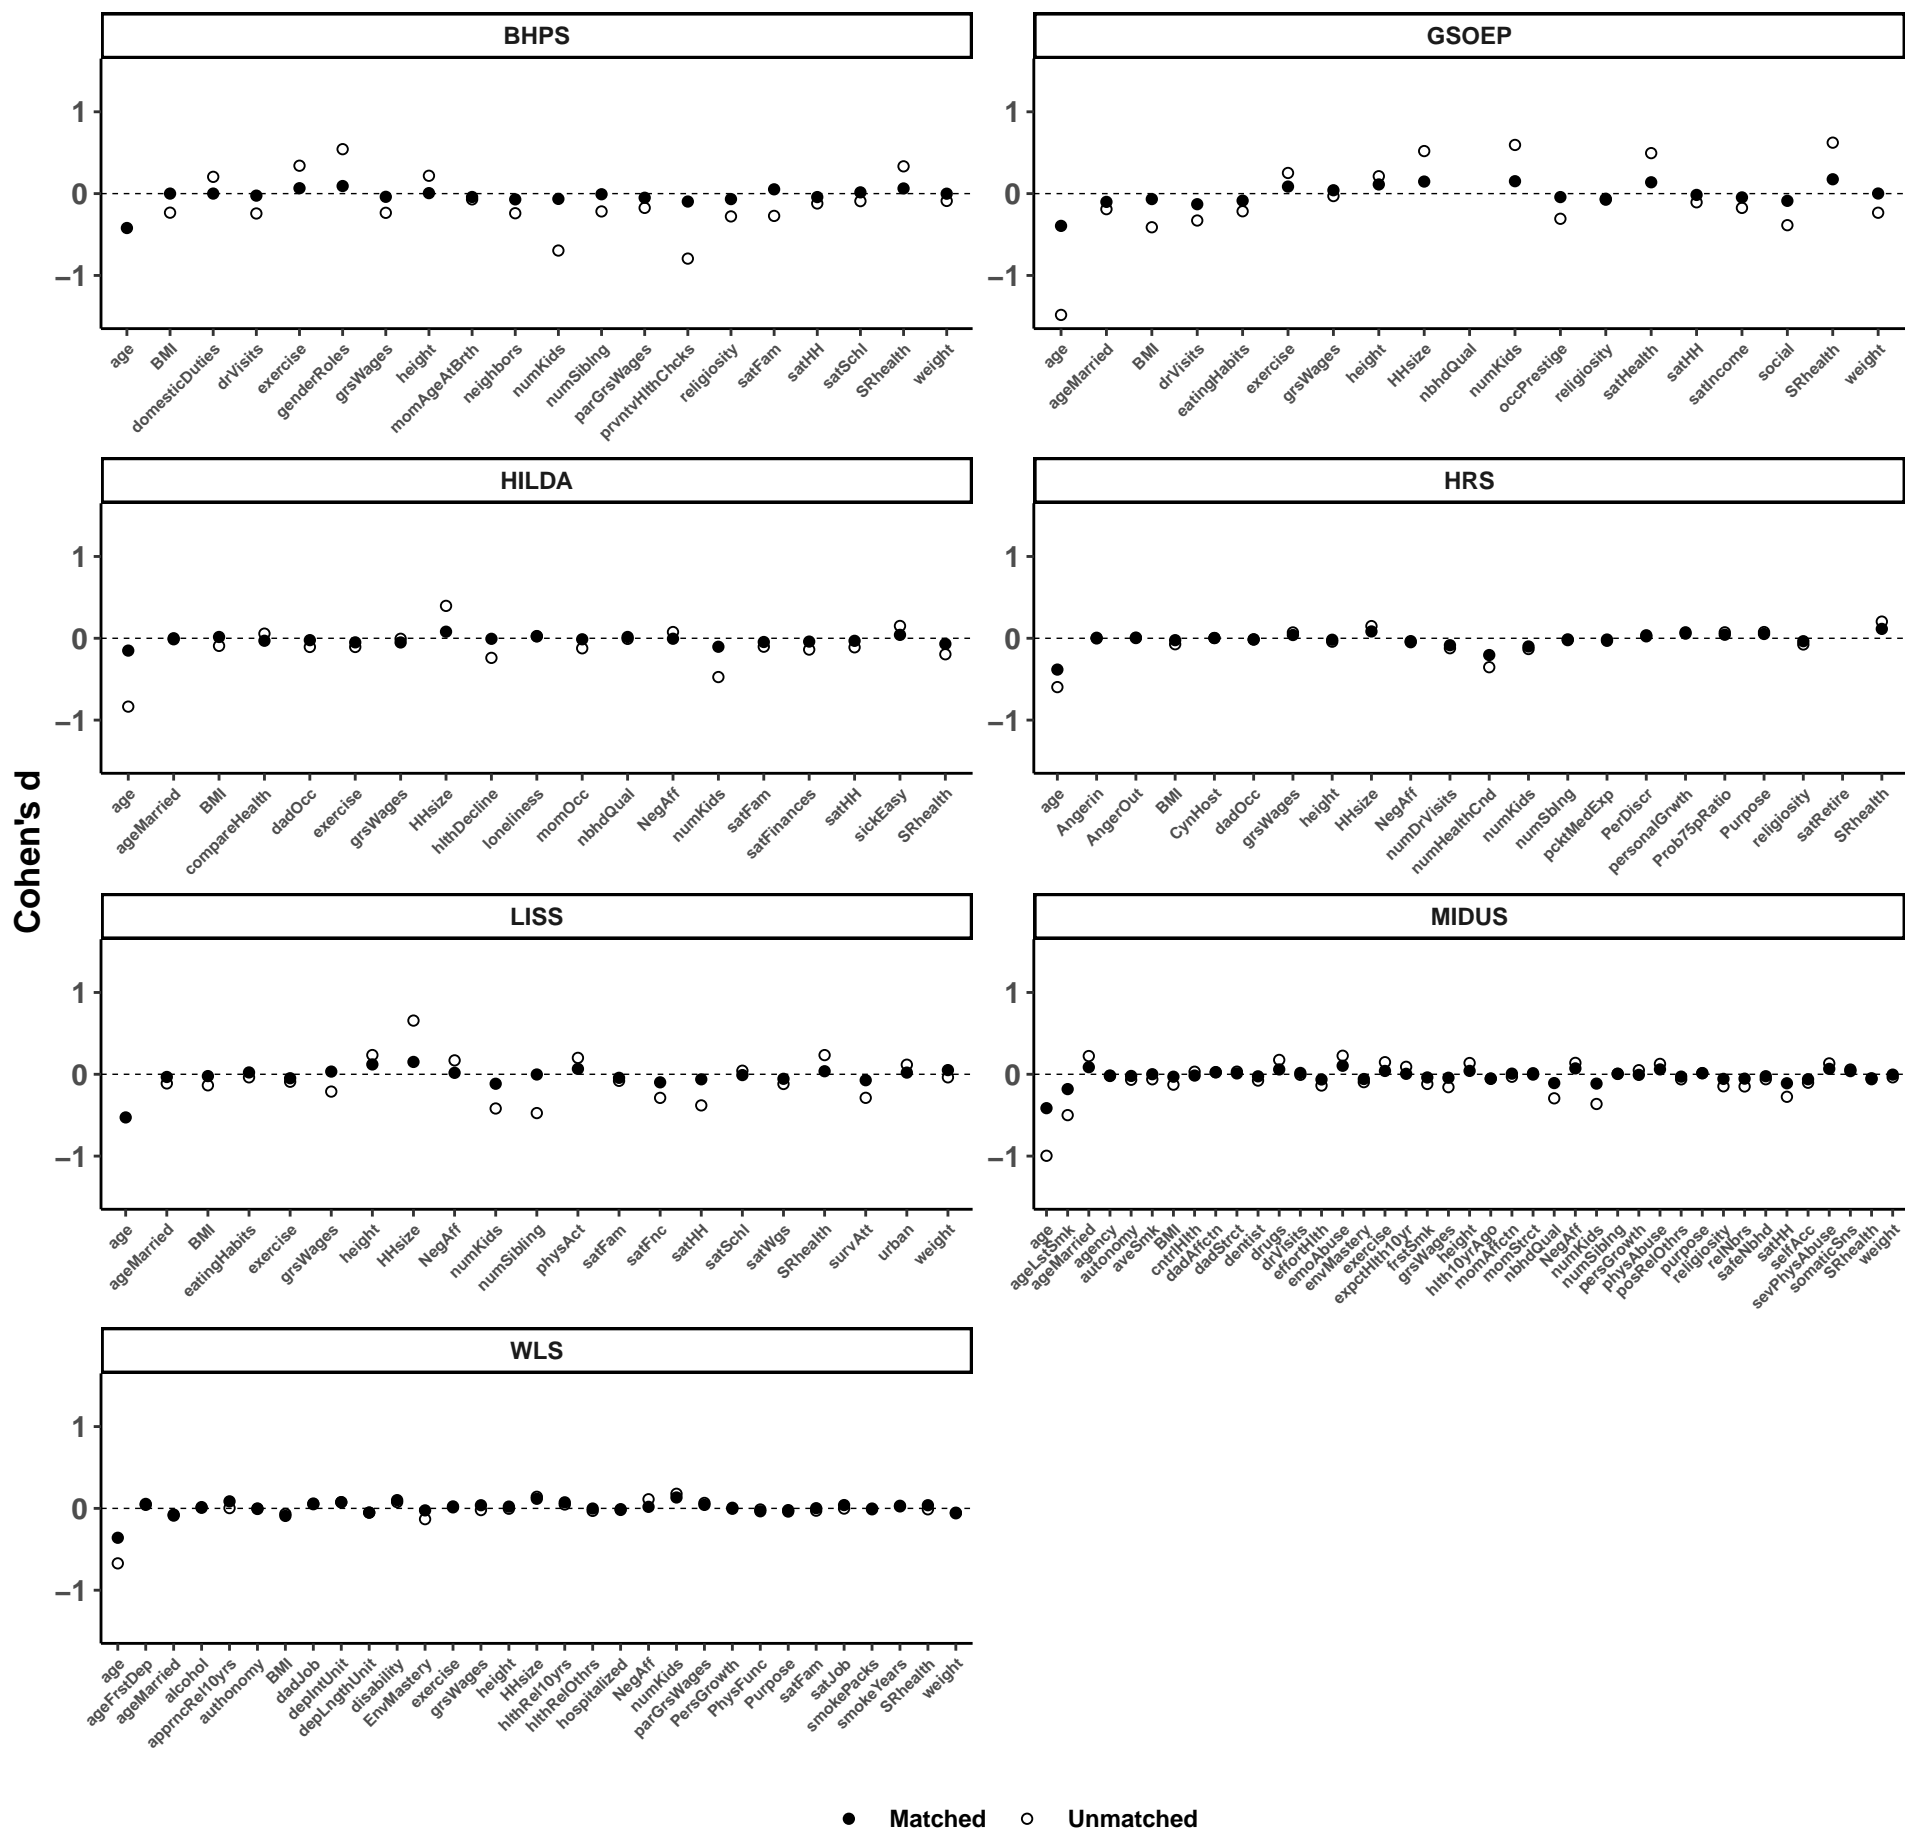 BHPS
1
0
−1
age
BMI
domesticDuties
drVisits
exercise
genderRoles
grsWages
height
momAgeAtBrth
neighbors
numKids
numSiblng
parGrsWages
prvntvHlthChcks
religiosity
satFam
satHH
satSchl
SRhealth
weight
GSOEP
1
0
−1
age
ageMarried
BMI
drVisits
eatingHabits
exercise
grsWages
height
HHsize
nbhdQual
numKids
occPrestige
religiosity
satHealth
satHH
satIncome
social
SRhealth
weight
HILDA
1
0
−1
age
ageMarried
BMI
compareHealth
dadOcc
exercise
grsWages
HHsize
hlthDecline
loneliness
momOcc
nbhdQual
NegAff
numKids
satFam
satFinances
satHH
sickEasy
SRhealth
HRS
1
0
−1
age
Angerin
AngerOut
BMI
CynHost
dadOcc
grsWages
height
HHsize
NegAff
numDrVisits
numHealthCnd
numKids
numSblng
pcktMedExp
PerDiscr
personalGrwth
Prob75pRatio
Purpose
religiosity
satRetire
SRhealth
Cohen's d
LISS
1
0
−1
age
ageMarried
BMI
eatingHabits
exercise
grsWages
height
HHsize
NegAff
numKids
numSibling
physAct
satFam
satFnc
satHH
satSchl
satWgs
SRhealth
survAtt
urban
weight
MIDUS
1
0
−1
age
ageLstSmk
ageMarried
agency
autonomy
aveSmk
BMI
cntrlHlth
dadAffctn
dadStrct
dentist
drugs
drVisits
effortHlth
emoAbuse
envMastery
exercise
expctHlth10yr
frstSmk
grsWages
height
hlth10yrAgo
momAffctn
momStrct
nbhdQual
NegAff
numKids
numSiblng
persGrowth
physAbuse
posRelOthrs
purpose
religiosity
relNbrs
safeNbhd
satHH
selfAcc
sevPhysAbuse
somaticSns
SRhealth
weight
WLS
1
0
−1
age
ageFrstDep
ageMarried
alcohol
apprncRel10yrs
authonomy
BMI
dadJob
depIntUnit
depLngthUnit
disability
EnvMastery
exercise
grsWages
height
HHsize
hlthRel10yrs
hlthRelOthrs
hospitalized
NegAff
numKids
parGrsWages
PersGrowth
PhysFunc
Purpose
satFam
satJob
smokePacks
smokeYears
SRhealth
weight
Matched
Unmatched